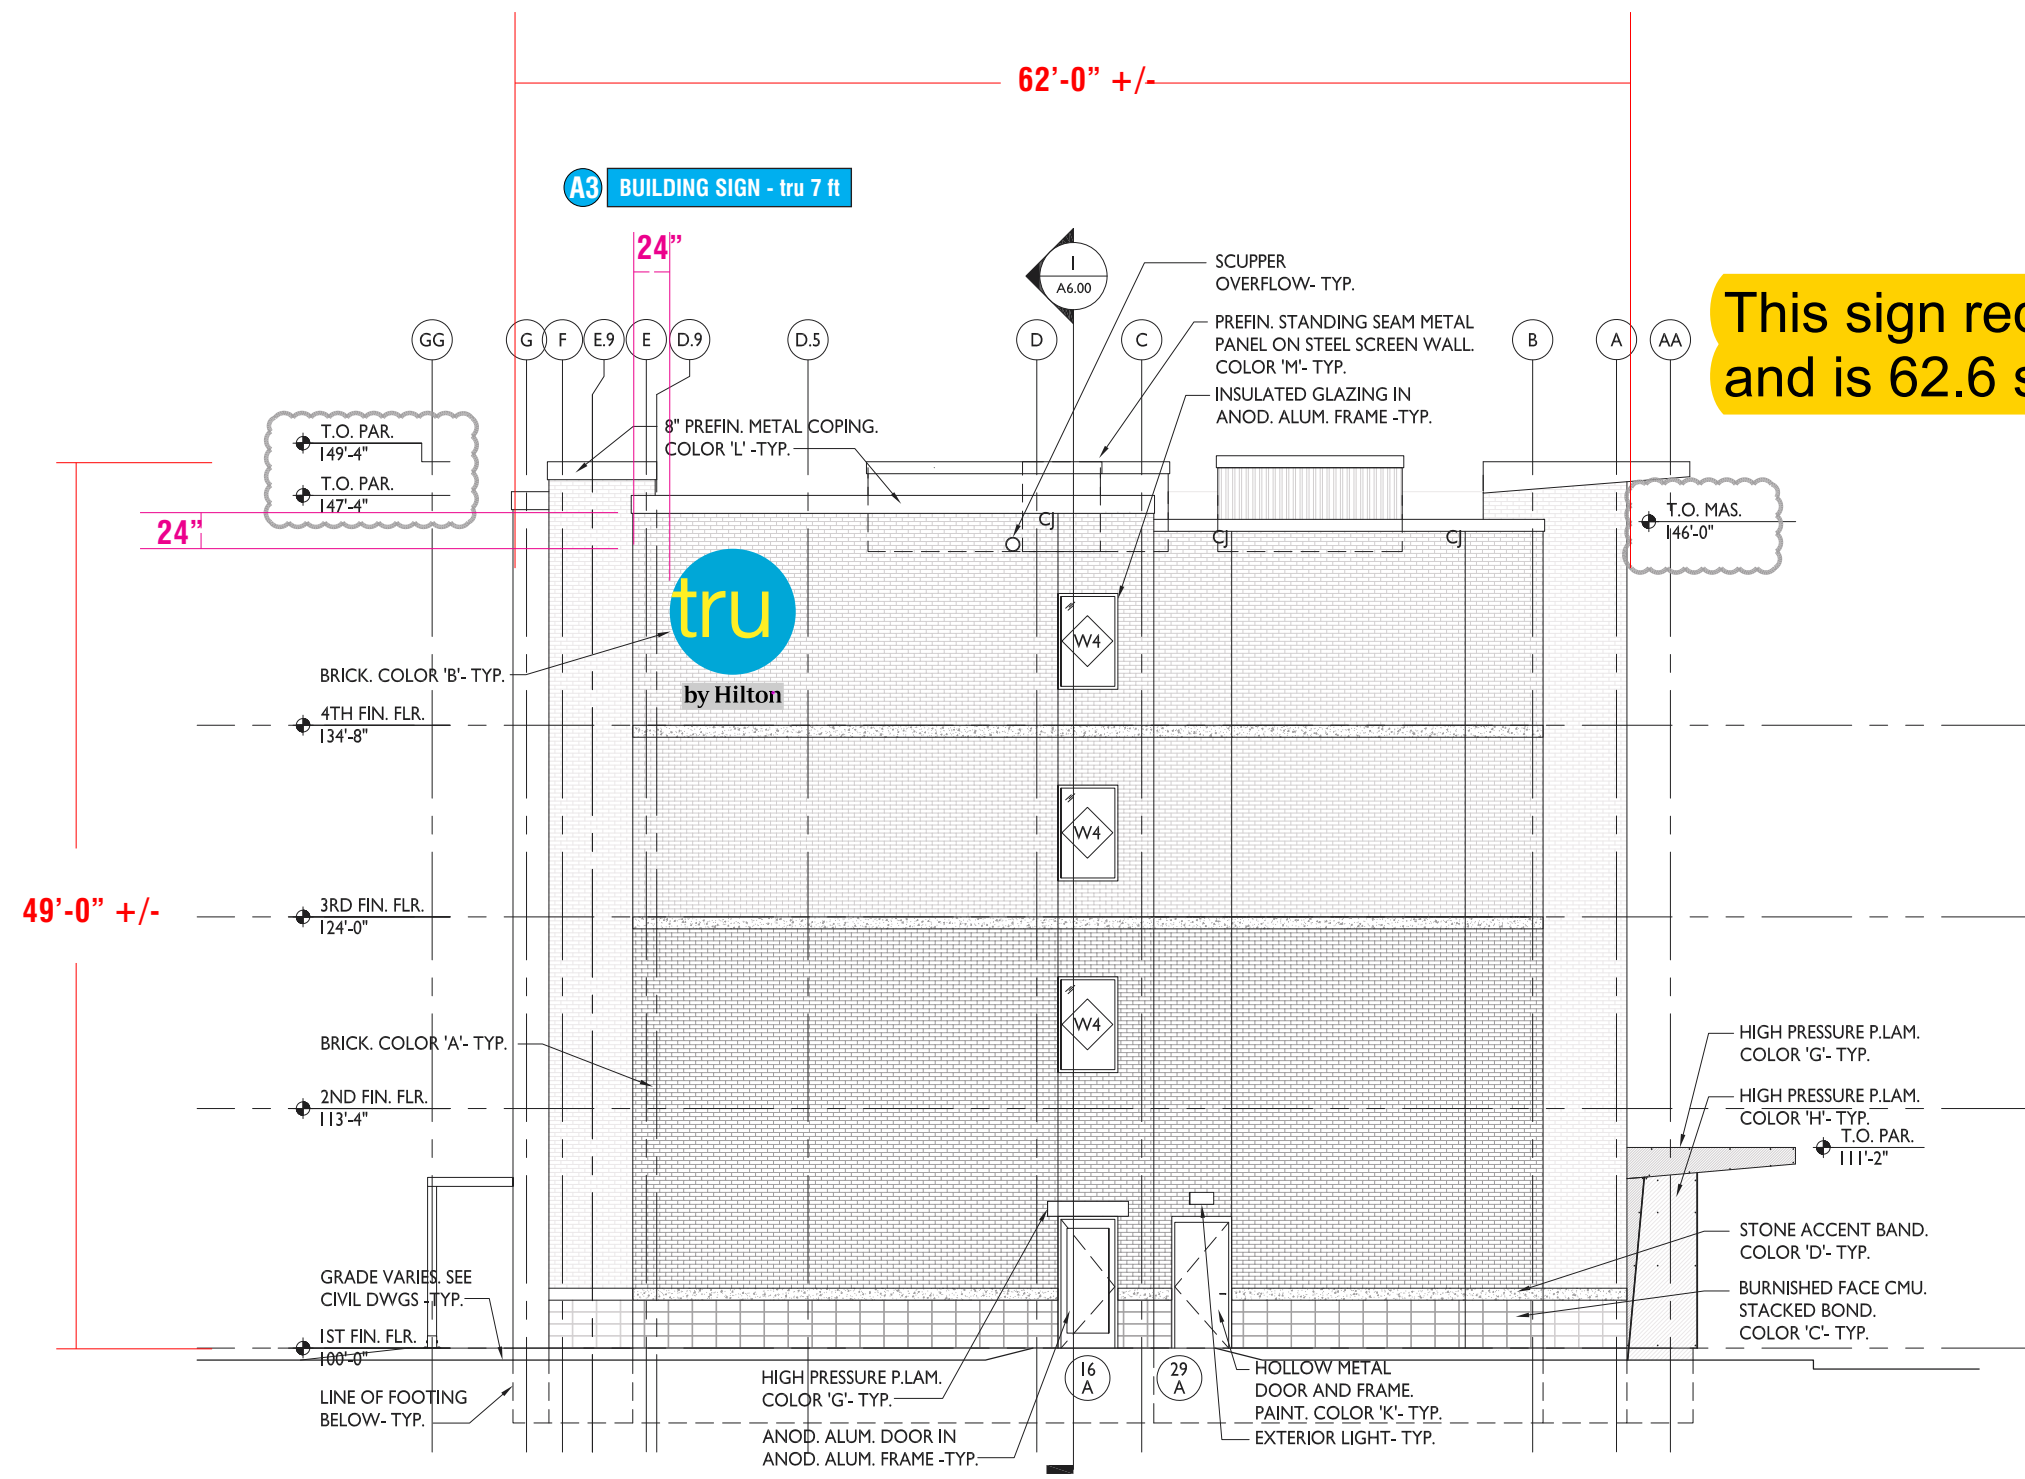 62'-0" +/-
A3 BUILDING SIGN - tru 7 ft
24"
1
A6.00
SCUPPER
OVERFLOW- TYP.
PREFIN. STANDING SEAM METAL
PANEL ON STEEL SCREEN WALL.
COLOR 'M'- TYP.
INSULATED GLAZING IN
ANOD. ALUM. FRAME -TYP.
This sign
and is 62.6
GG G F E.9 E D.9 D.5 D C B A AA
8" PREFIN. METAL COPING.
COLOR 'L' -TYP.
T.O. PAR.
149'-4"
T.O. PAR.
147'-4"
24"
T.O. MAS.
146'-0"
CJ
CJ
CJ
tru
by Hilton
W4
BRICK. COLOR 'B'- TYP.
4TH FIN. FLR.
134'-8"
W4
49'-0" +/-
3RD FIN. FLR.
124'-0"
W4
BRICK. COLOR 'A'- TYP.
2ND FIN. FLR.
113'-4"
HIGH PRESSURE P.LAM.
COLOR 'G'- TYP.
HIGH PRESSURE P.LAM.
COLOR 'H'- TYP.
T.O. PAR.
111'-2"
STONE ACCENT BAND.
COLOR 'D'- TYP.
BURNISHED FACE CMU.
STACKED BOND.
COLOR 'C'- TYP.
GRADE VARIES. SEE
CIVIL DWGS -TYP.
1ST FIN. FLR.
100'-0"
LINE OF FOOTING
BELOW- TYP.
HIGH PRESSURE P.LAM.
COLOR 'G'- TYP.
ANOD. ALUM. DOOR IN
ANOD. ALUM. FRAME -TYP.
16
A
29
A
HOLLOW METAL
DOOR AND FRAME.
PAINT. COLOR 'K'- TYP.
EXTERIOR LIGHT- TYP.